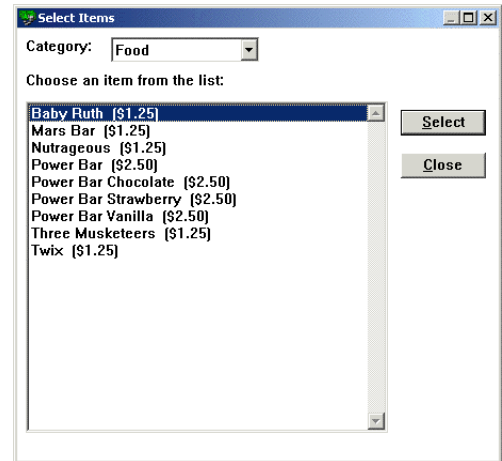 Select Items
Category: Food
Choose an item from the list:
Baby Ruth ($1.25)
Mars Bar ($1.25)
Nutrageous ($1.25)
Power Bar ($2.50)
Power Bar Chocolate ($2.50)
Power Bar Strawberry ($2.50)
Power Bar Vanilla ($2.50)
Three Musketeers ($1.25)
Twix ($1.25)
Select
Close